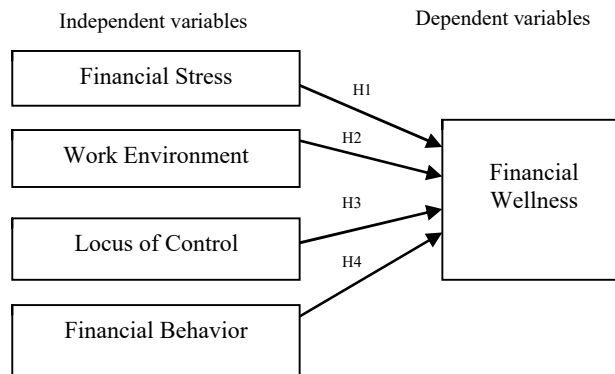 Independent variables
Dependent variables
Financial Stress
H1
Work Environment
H2
Financial
Wellness
Locus of Control
H3
H4
Financial Behavior